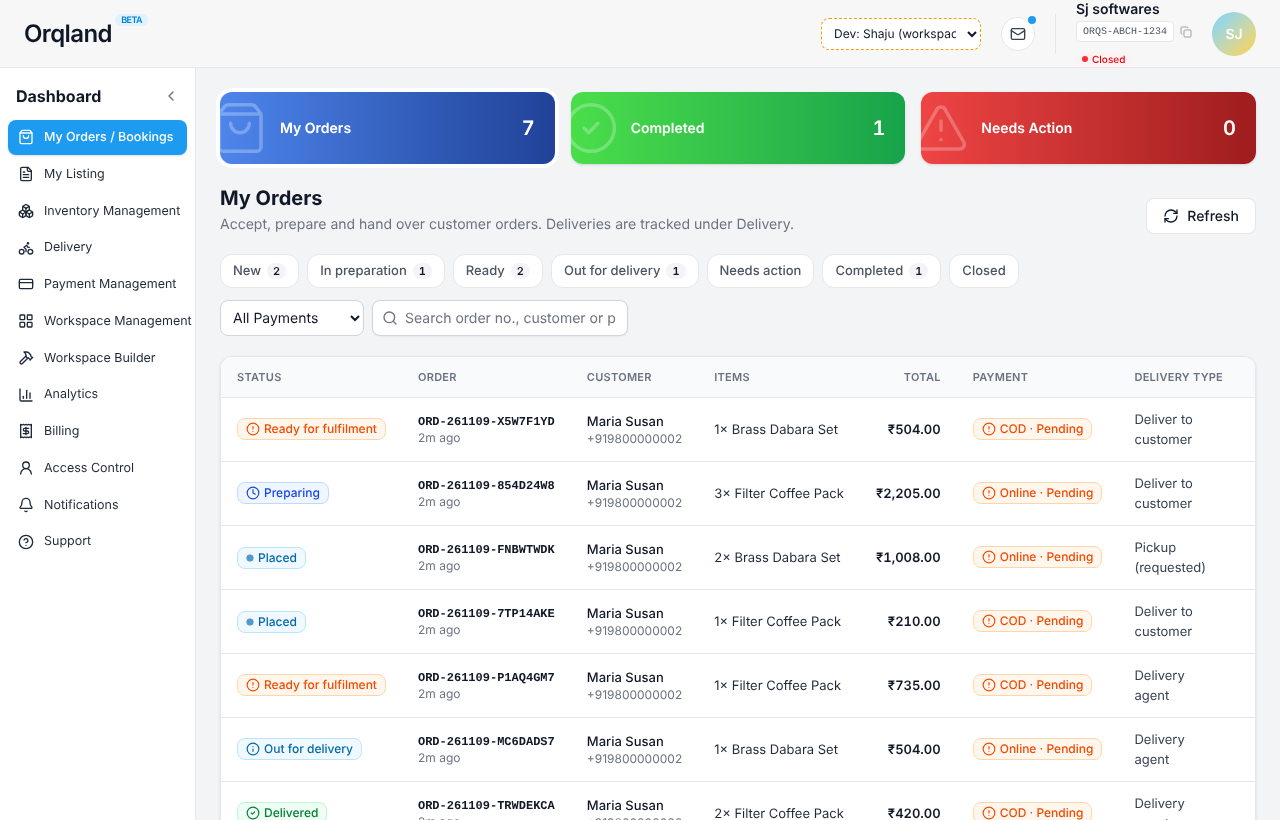 Orqland
BETA
Dev: Shaju (workspac
Sj softwares
ORQS-ABCH-1234
Closed
SJ
Dashboard
My Orders / Bookings
My Listing
Inventory Management
Delivery
Payment Management
Workspace Management
Workspace Builder
Analytics
Billing
Access Control
Notifications
Support
My Orders 7
Completed 1
Needs Action 0
My Orders
Accept, prepare and hand over customer orders. Deliveries are tracked under Delivery.
Refresh
New 2 In preparation 1 Ready 2 Out for delivery 1 Needs action Completed 1 Closed
All Payments Search order no., customer or p
STATUS ORDER CUSTOMER ITEMS TOTAL PAYMENT DELIVERY TYPE
Ready for fulfilment ORD-261109-X5W7F1YD 2m ago Maria Susan +919800000002 1× Brass Dabara Set ₹504.00 COD · Pending Deliver to customer
Preparing ORD-261109-854D24W8 2m ago Maria Susan +919800000002 3× Filter Coffee Pack ₹2,205.00 Online · Pending Deliver to customer
Placed ORD-261109-FNBWTWDK 2m ago Maria Susan +919800000002 2× Brass Dabara Set ₹1,008.00 Online · Pending Pickup (requested)
Placed ORD-261109-7TP14AKE 2m ago Maria Susan +919800000002 1× Filter Coffee Pack ₹210.00 COD · Pending Deliver to customer
Ready for fulfilment ORD-261109-P1AQ4GM7 2m ago Maria Susan +919800000002 1× Filter Coffee Pack ₹735.00 COD · Pending Delivery agent
Out for delivery ORD-261109-MC6DADS7 2m ago Maria Susan +919800000002 1× Brass Dabara Set ₹504.00 Online · Pending Delivery agent
Delivered ORD-261109-TRWDEKCA Maria Susan 2× Filter Coffee Pack ₹420.00 COD · Pending Delivery